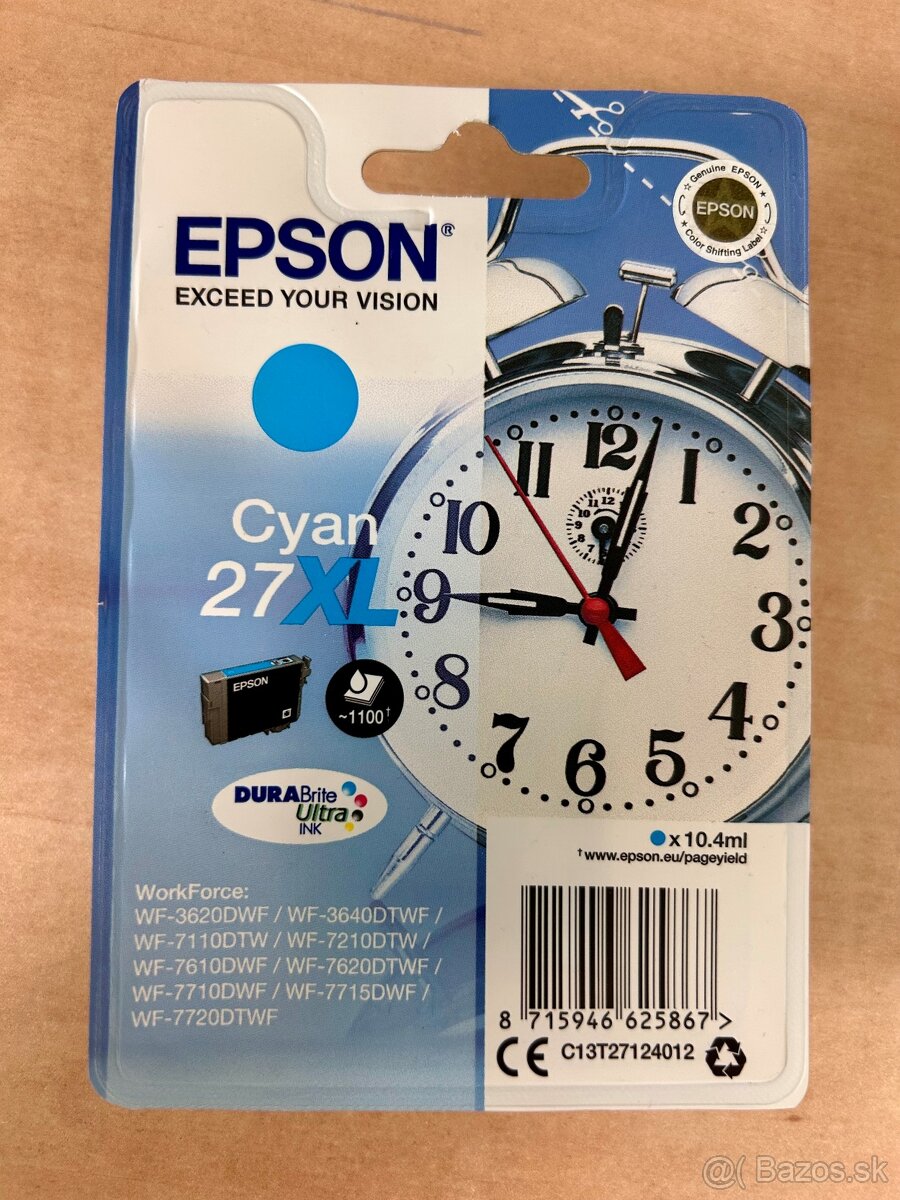 EPSON®
EXCEED YOUR VISION
Genuine EPSON
EPSON
Color Shifting Label
Cyan
27XL
EPSON
~1100†
DURABrite
Ultra
INK
12
1
2
3
4
5
6
7
8
9
10
11
x 10.4ml
†www.epson.eu/pageyield
WorkForce:
WF-3620DWF / WF-3640DTWF /
WF-7110DTW / WF-7210DTW /
WF-7610DWF / WF-7620DTWF /
WF-7710DWF / WF-7715DWF /
WF-7720DTWF
8 715946 625867 >
CE C13T27124012
@( Bazos.sk